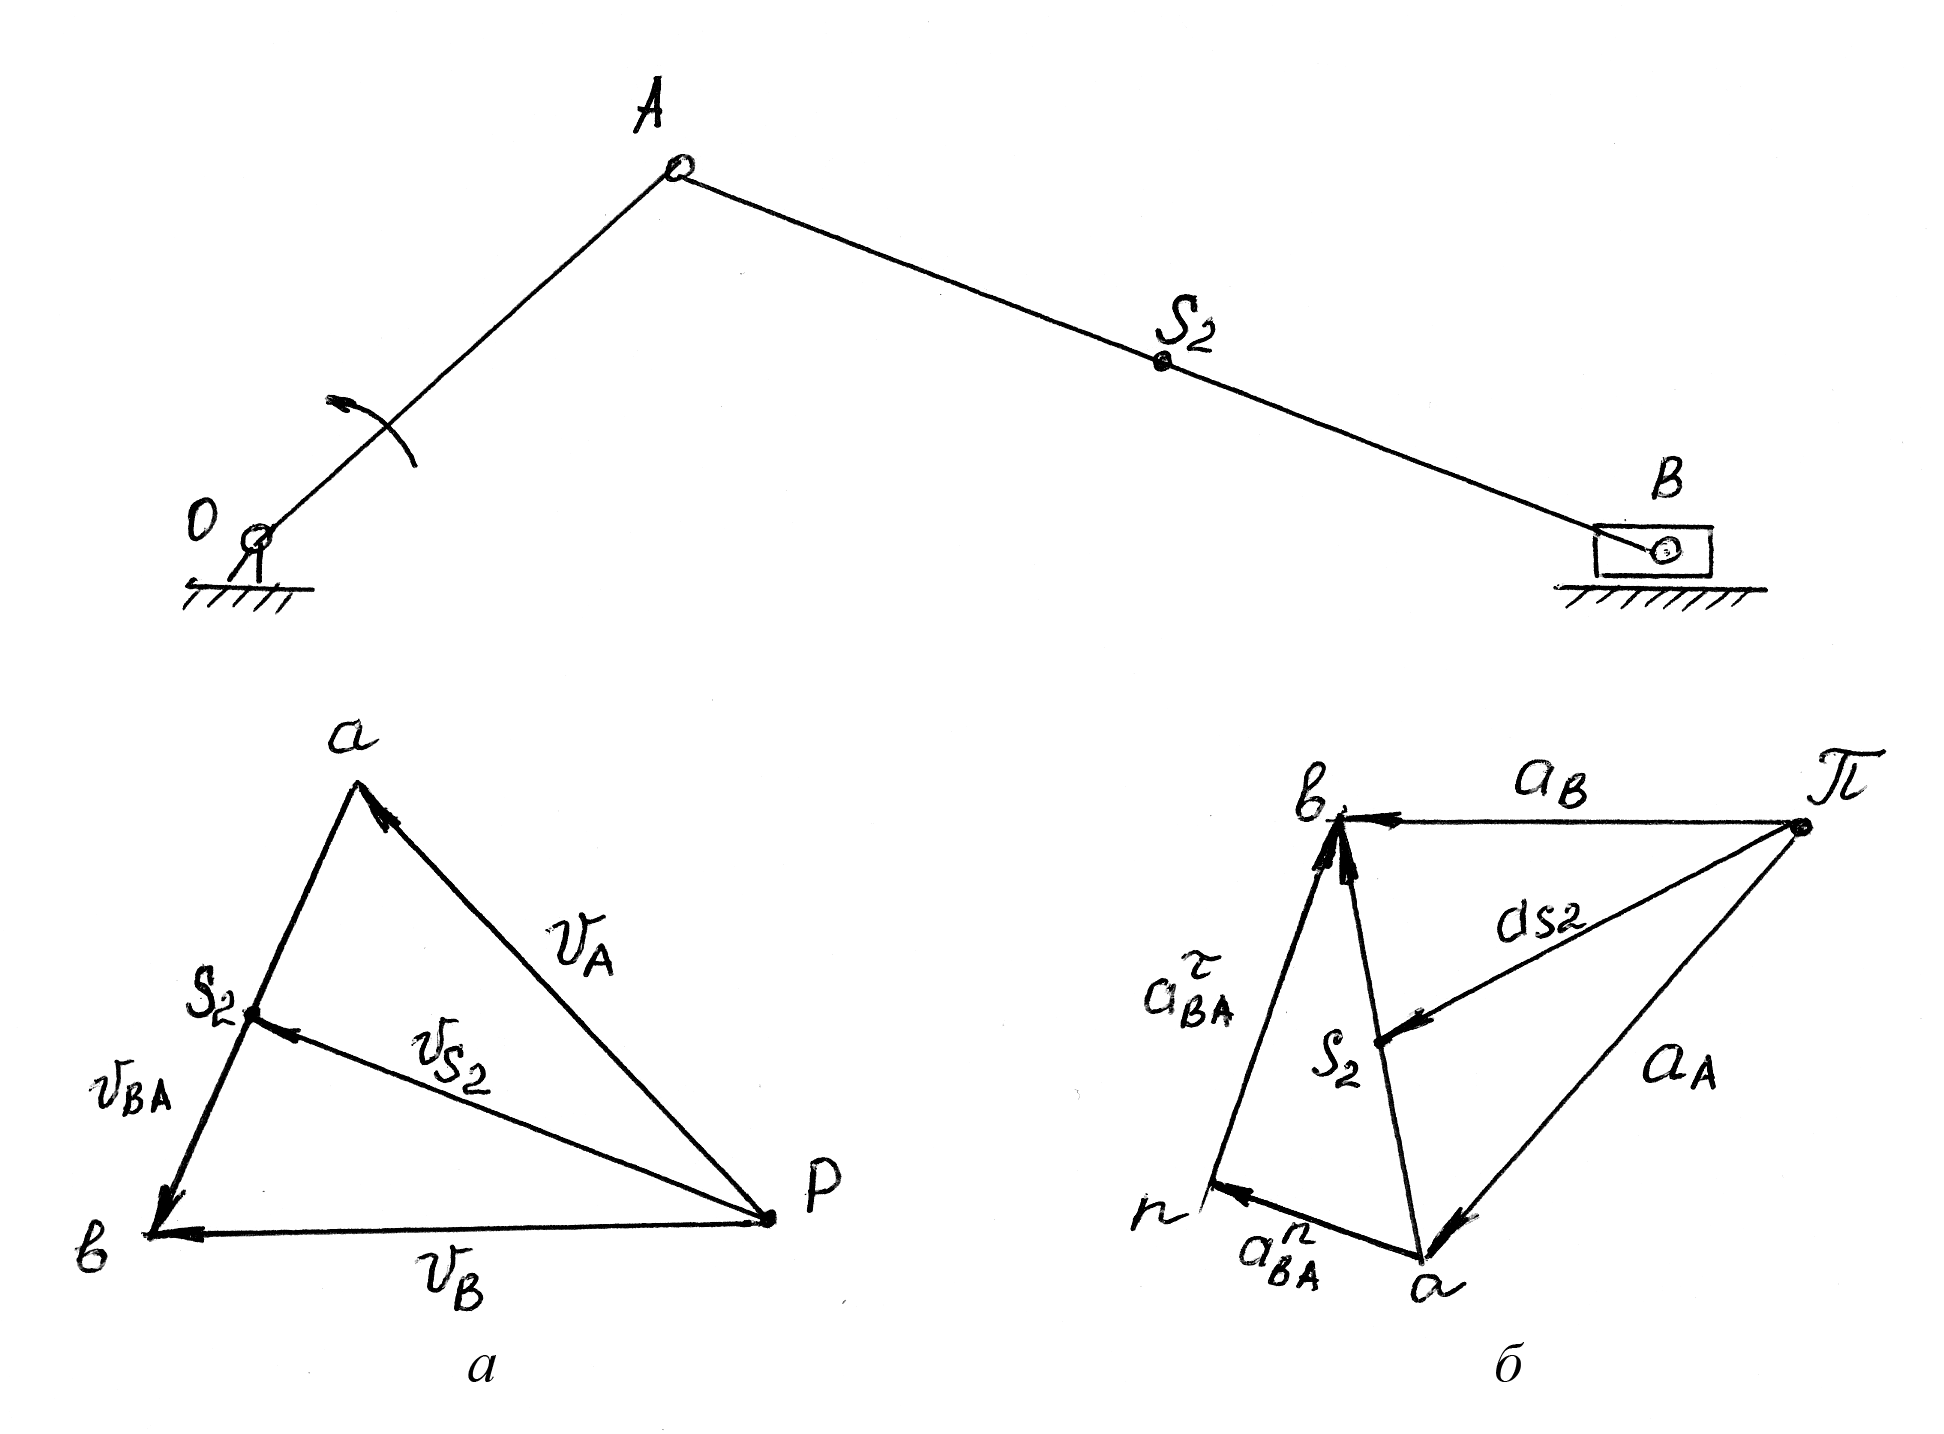 A
S2
B
O
a
π
в
aB
vA
as2
S2
aτBA
vS2
S2
aA
vBA
P
n
в
anBA
vB
a
а
б